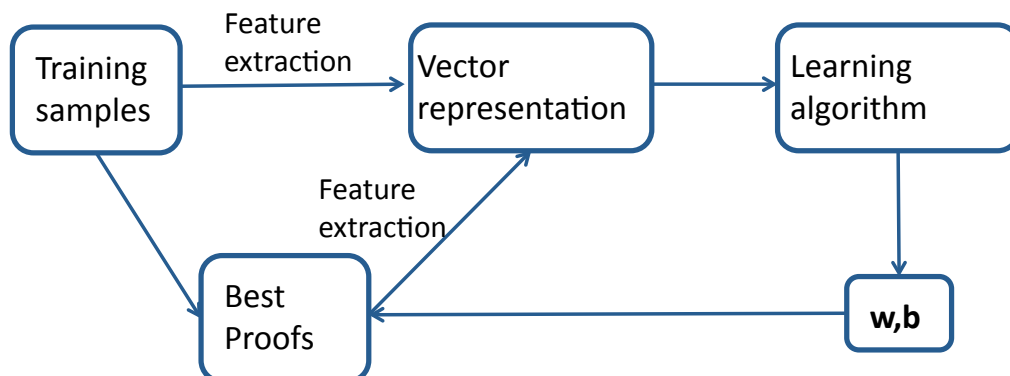 Training
samples
Feature
extraction
Vector
representation
Learning
algorithm
Feature
extraction
Best
Proofs
w,b